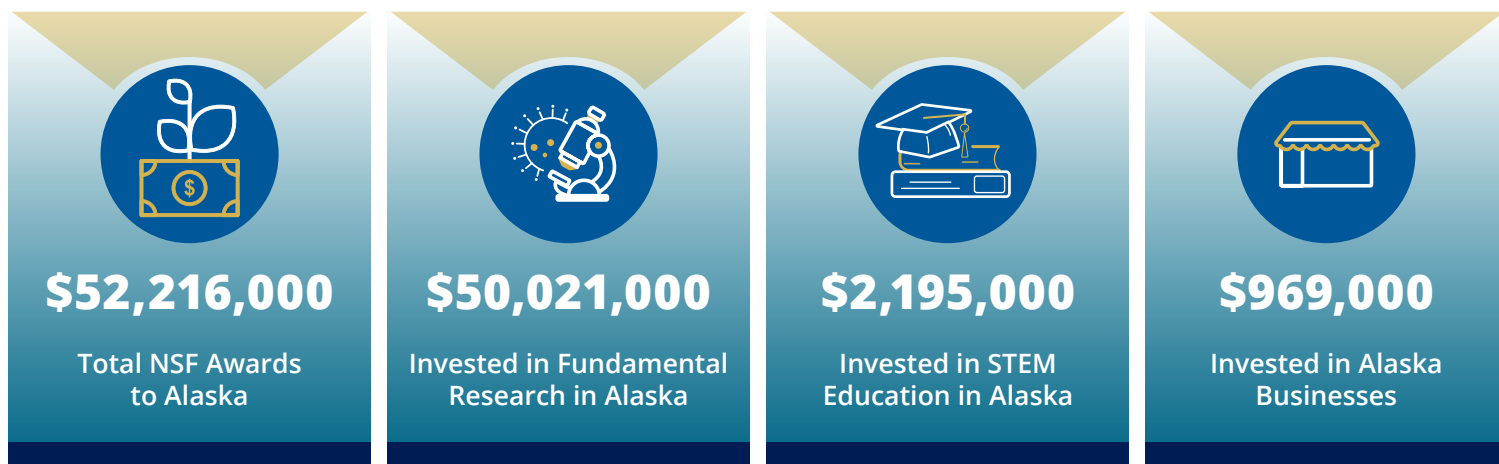 $
$52,216,000
Total NSF Awards
to Alaska
$50,021,000
Invested in Fundamental
Research in Alaska
$2,195,000
Invested in STEM
Education in Alaska
$969,000
Invested in Alaska
Businesses